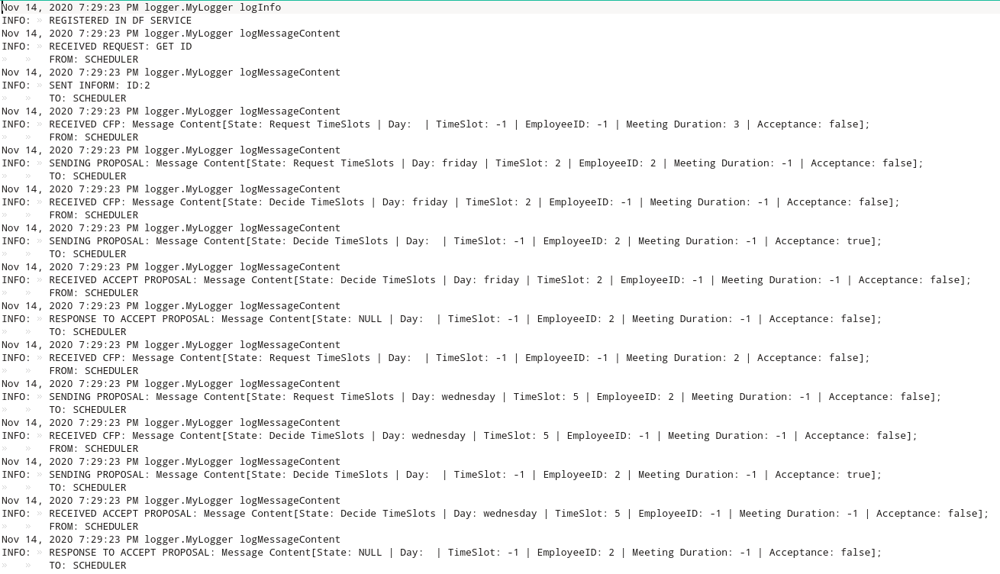 Nov 14, 2020 7:29:23 PM logger.MyLogger logInfo
INFO: » REGISTERED IN DF SERVICE
Nov 14, 2020 7:29:23 PM logger.MyLogger logMessageContent
INFO: » RECEIVED REQUEST: GET ID
» » FROM: SCHEDULER
Nov 14, 2020 7:29:23 PM logger.MyLogger logMessageContent
INFO: » SENT INFORM: ID:2
» » TO: SCHEDULER
Nov 14, 2020 7:29:23 PM logger.MyLogger logMessageContent
INFO: » RECEIVED CFP: Message Content[State: Request TimeSlots | Day:  | TimeSlot: -1 | EmployeeID: -1 | Meeting Duration: 3 | Acceptance: false];
» » FROM: SCHEDULER
Nov 14, 2020 7:29:23 PM logger.MyLogger logMessageContent
INFO: » SENDING PROPOSAL: Message Content[State: Request TimeSlots | Day: friday | TimeSlot: 2 | EmployeeID: 2 | Meeting Duration: -1 | Acceptance: false];
» » TO: SCHEDULER
Nov 14, 2020 7:29:23 PM logger.MyLogger logMessageContent
INFO: » RECEIVED CFP: Message Content[State: Decide TimeSlots | Day: friday | TimeSlot: 2 | EmployeeID: -1 | Meeting Duration: -1 | Acceptance: false];
» » FROM: SCHEDULER
Nov 14, 2020 7:29:23 PM logger.MyLogger logMessageContent
INFO: » SENDING PROPOSAL: Message Content[State: Decide TimeSlots | Day:  | TimeSlot: -1 | EmployeeID: 2 | Meeting Duration: -1 | Acceptance: true];
» » TO: SCHEDULER
Nov 14, 2020 7:29:23 PM logger.MyLogger logMessageContent
INFO: » RECEIVED ACCEPT PROPOSAL: Message Content[State: Decide TimeSlots | Day: friday | TimeSlot: 2 | EmployeeID: -1 | Meeting Duration: -1 | Acceptance: false];
» » FROM: SCHEDULER
Nov 14, 2020 7:29:23 PM logger.MyLogger logMessageContent
INFO: » RESPONSE TO ACCEPT PROPOSAL: Message Content[State: NULL | Day:  | TimeSlot: -1 | EmployeeID: 2 | Meeting Duration: -1 | Acceptance: false];
» » TO: SCHEDULER
Nov 14, 2020 7:29:23 PM logger.MyLogger logMessageContent
INFO: » RECEIVED CFP: Message Content[State: Request TimeSlots | Day:  | TimeSlot: -1 | EmployeeID: -1 | Meeting Duration: 2 | Acceptance: false];
» » FROM: SCHEDULER
Nov 14, 2020 7:29:23 PM logger.MyLogger logMessageContent
INFO: » SENDING PROPOSAL: Message Content[State: Request TimeSlots | Day: wednesday | TimeSlot: 5 | EmployeeID: 2 | Meeting Duration: -1 | Acceptance: false];
» » TO: SCHEDULER
Nov 14, 2020 7:29:23 PM logger.MyLogger logMessageContent
INFO: » RECEIVED CFP: Message Content[State: Decide TimeSlots | Day: wednesday | TimeSlot: 5 | EmployeeID: -1 | Meeting Duration: -1 | Acceptance: false];
» » FROM: SCHEDULER
Nov 14, 2020 7:29:23 PM logger.MyLogger logMessageContent
INFO: » SENDING PROPOSAL: Message Content[State: Decide TimeSlots | Day:  | TimeSlot: -1 | EmployeeID: 2 | Meeting Duration: -1 | Acceptance: true];
» » TO: SCHEDULER
Nov 14, 2020 7:29:23 PM logger.MyLogger logMessageContent
INFO: » RECEIVED ACCEPT PROPOSAL: Message Content[State: Decide TimeSlots | Day: wednesday | TimeSlot: 5 | EmployeeID: -1 | Meeting Duration: -1 | Acceptance: false];
» » FROM: SCHEDULER
Nov 14, 2020 7:29:23 PM logger.MyLogger logMessageContent
INFO: » RESPONSE TO ACCEPT PROPOSAL: Message Content[State: NULL | Day:  | TimeSlot: -1 | EmployeeID: 2 | Meeting Duration: -1 | Acceptance: false];
» » TO: SCHEDULER